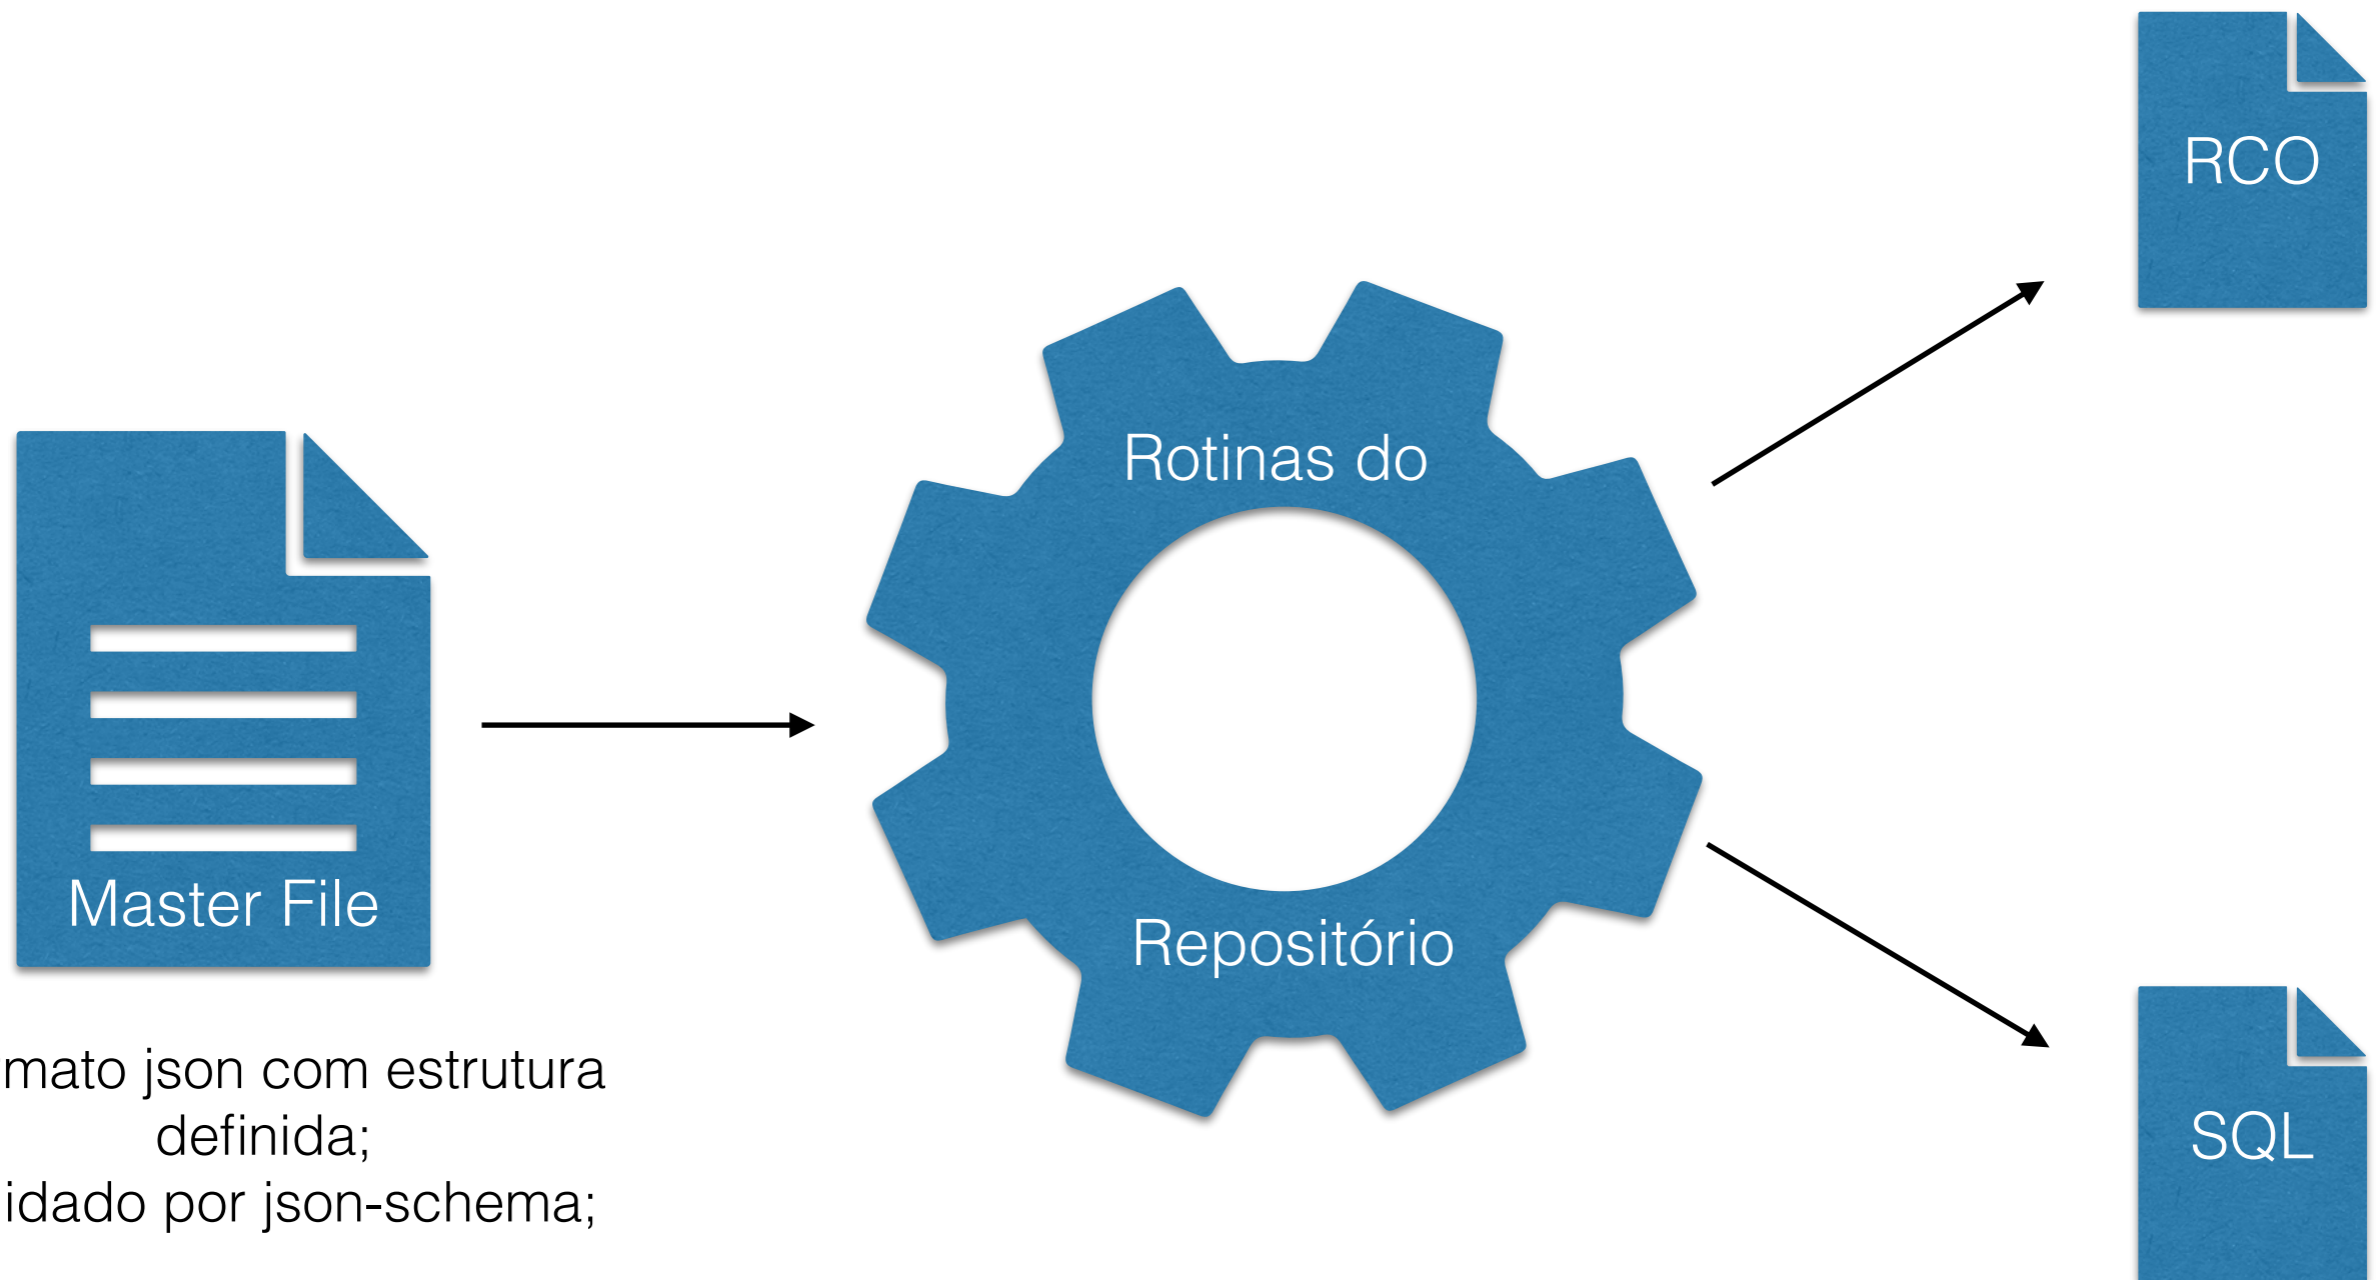 RCO
Rotinas do
Repositório
Master File
mato json com estrutura
definida;
idado por json-schema;
SQL